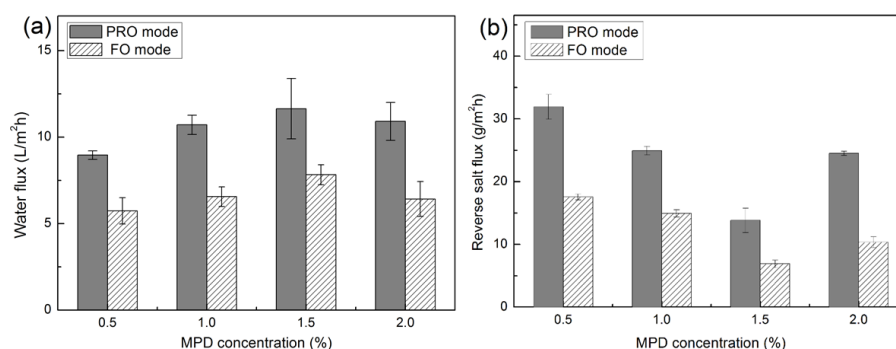 (a)
PRO mode
FO mode
15
10
5
0
Water flux (L/m²h)
0.5 1.0 1.5 2.0
MPD concentration (%)
(b)
PRO mode
FO mode
40
30
20
10
0
Reverse salt flux (g/m²h)
0.5 1.0 1.5 2.0
MPD concentration (%)